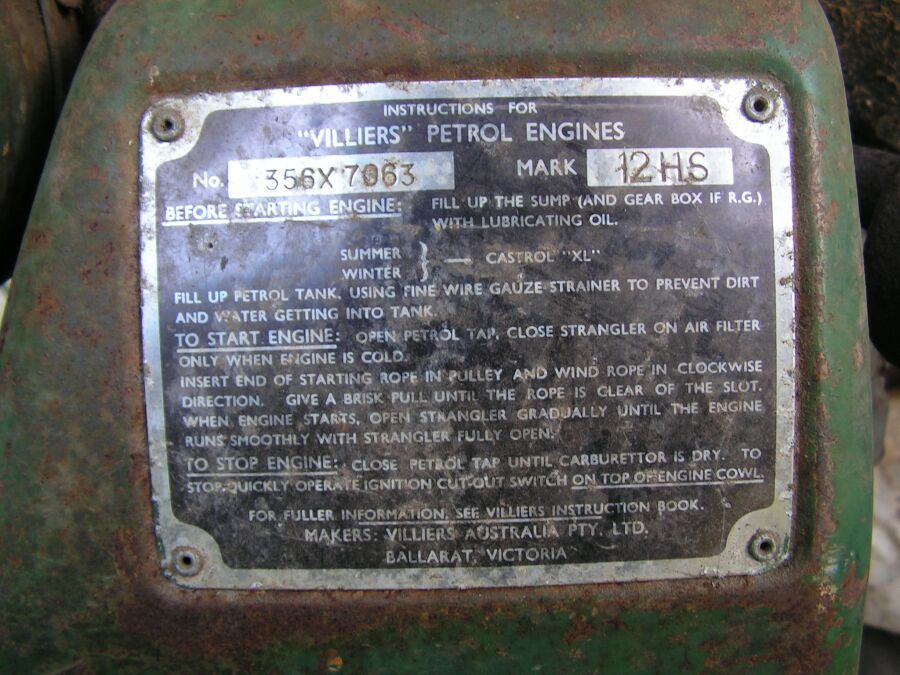 INSTRUCTIONS FOR
"VILLIERS" PETROL ENGINES
No. 356X7063 MARK 12HS
BEFORE STARTING ENGINE: FILL UP THE SUMP (AND GEAR BOX IF R.G.)
WITH LUBRICATING OIL.
SUMMER
WINTER } — CASTROL "XL"
FILL UP PETROL TANK, USING FINE WIRE GAUZE STRAINER TO PREVENT DIRT
AND WATER GETTING INTO TANK.
TO START ENGINE: OPEN PETROL TAP, CLOSE STRANGLER ON AIR FILTER
ONLY WHEN ENGINE IS COLD.
INSERT END OF STARTING ROPE IN PULLEY AND WIND ROPE IN CLOCKWISE
DIRECTION. GIVE A BRISK PULL UNTIL THE ROPE IS CLEAR OF THE SLOT.
WHEN ENGINE STARTS, OPEN STRANGLER GRADUALLY UNTIL THE ENGINE
RUNS SMOOTHLY WITH STRANGLER FULLY OPEN.
TO STOP ENGINE: CLOSE PETROL TAP UNTIL CARBURETTOR IS DRY. TO
STOP QUICKLY OPERATE IGNITION CUT-OUT SWITCH ON TOP OF ENGINE COWL.
FOR FULLER INFORMATION, SEE VILLIERS INSTRUCTION BOOK.
MAKERS: VILLIERS AUSTRALIA PTY. LTD.
BALLARAT, VICTORIA